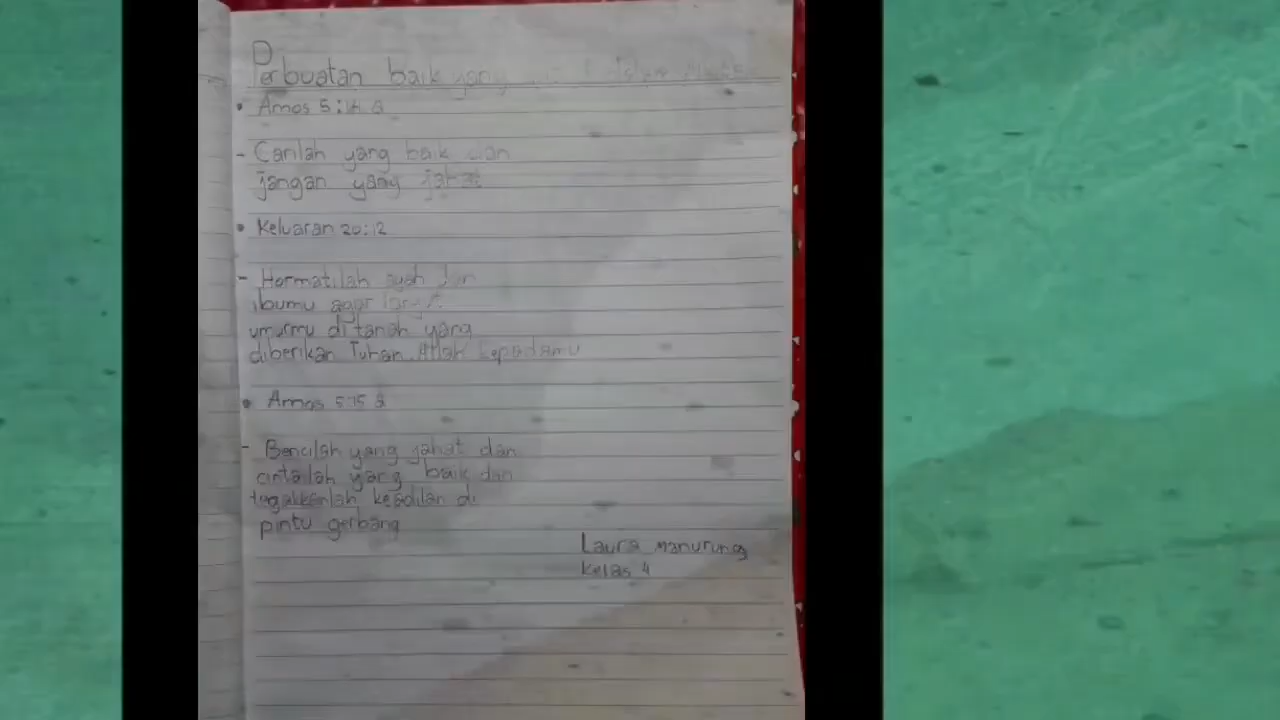 Perbuatan baik yang
• Amos 5:14 a
- Carilah yang baik dan
jangan yang jahat
• Keluaran 20:12
- Hormatilah ayah dan
ibumu agar lanjut
umurmu di tanah yang
diberikan Tuhan Allah kepadamu
• Amos 5:15 a
- Bencilah yang jahat dan
cintailah yang baik dan
tegakkanlah keadilan di
pintu gerbang
Laura Manurung
Kelas 4